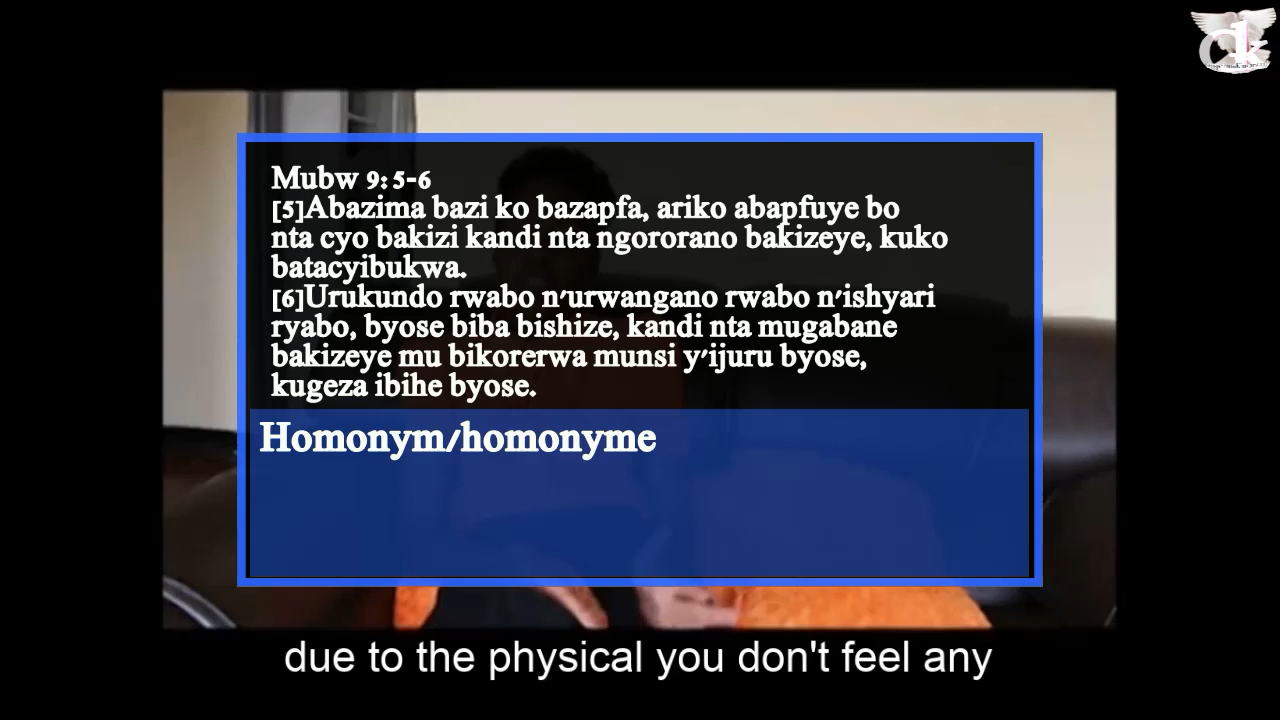 Mubw 9: 5-6
[5]Abazima bazi ko bazapfa, ariko abapfuye bo
nta cyo bakizi kandi nta ngororano bakizeye, kuko
batacyibukwa.
[6]Urukundo rwabo n'urwangano rwabo n'ishyari
ryabo, byose biba bishize, kandi nta mugabane
bakizeye mu bikorerwa munsi y'ijuru byose,
kugeza ibihe byose.
Homonym/homonyme
due to the physical you don't feel any